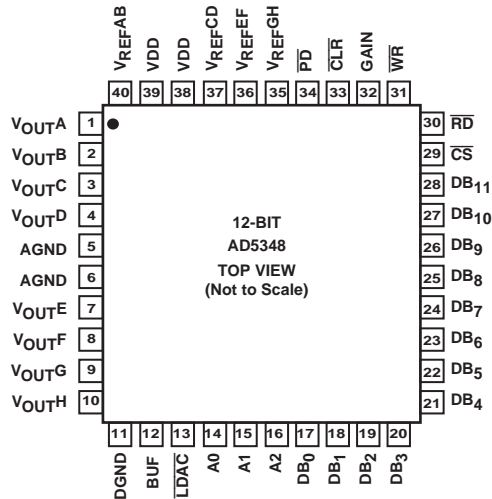 VREFAB
VDD
VDD
VREFCD
VREFEF
VREFGH
PD
CLR
GAIN
WR
40 39 38 37 36 35 34 33 32 31
VOUTA 1
VOUTB 2
VOUTC 3
VOUTD 4
AGND 5
AGND 6
VOUTE 7
VOUTF 8
VOUTG 9
VOUTH 10
12-BIT
AD5348
TOP VIEW
(Not to Scale)
30 RD
29 CS
28 DB11
27 DB10
26 DB9
25 DB8
24 DB7
23 DB6
22 DB5
21 DB4
11 12 13 14 15 16 17 18 19 20
DGND
BUF
LDAC
A0
A1
A2
DB0
DB1
DB2
DB3